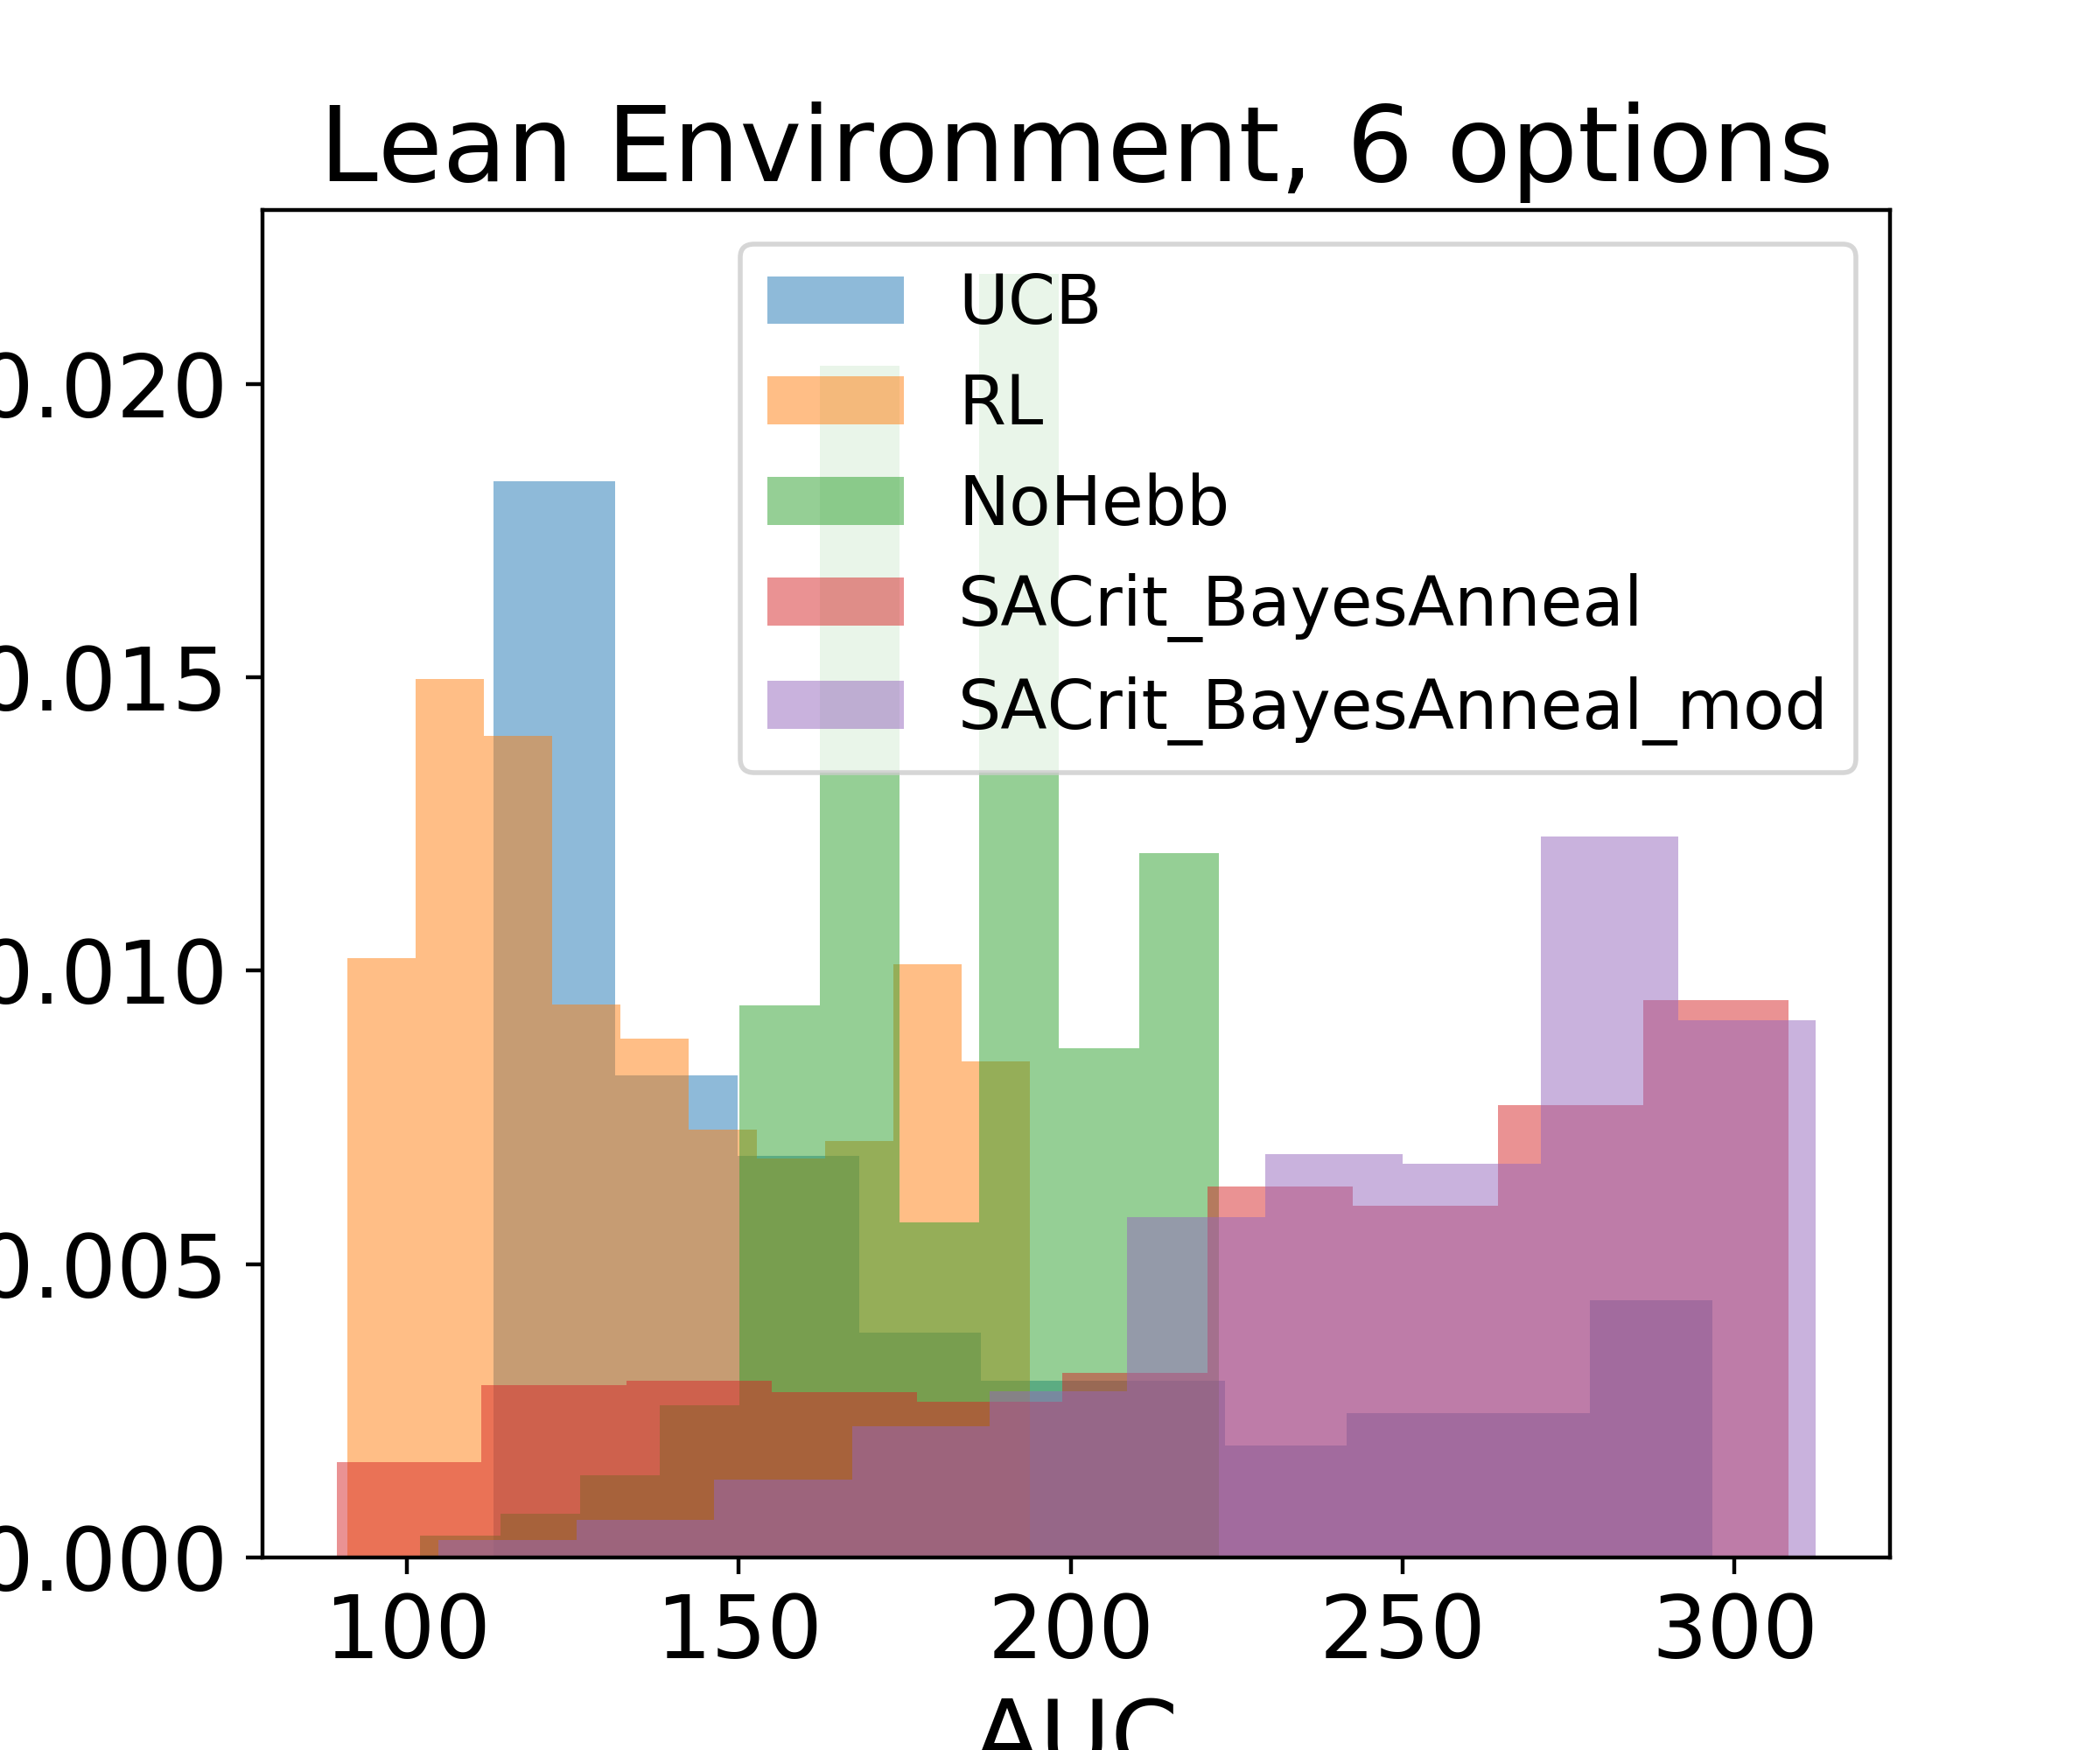 Lean Environment, 6 options
UCB
RL
NoHebb
SACrit_BayesAnneal
SACrit_BayesAnneal_mod
0.020
0.015
0.010
0.005
0.000
100 150 200 250 300
AUC